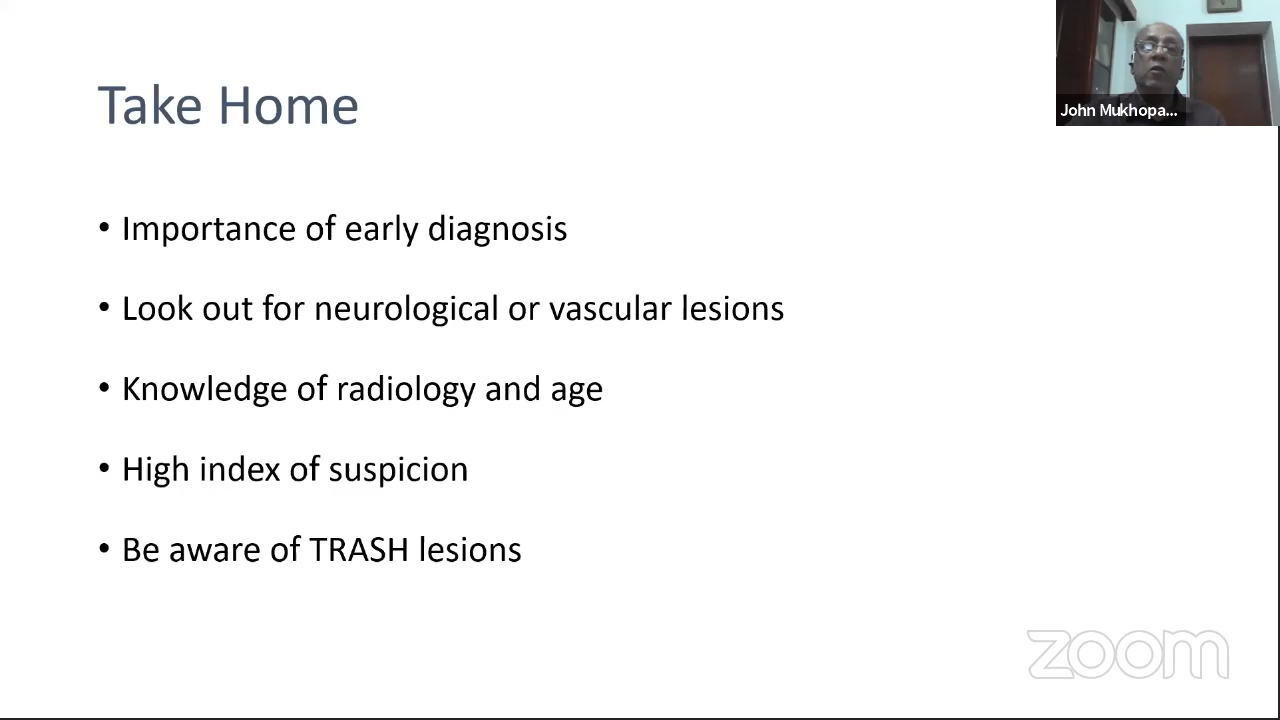 Take Home
John Mukhopa...
• Importance of early diagnosis
• Look out for neurological or vascular lesions
• Knowledge of radiology and age
• High index of suspicion
• Be aware of TRASH lesions
zoom